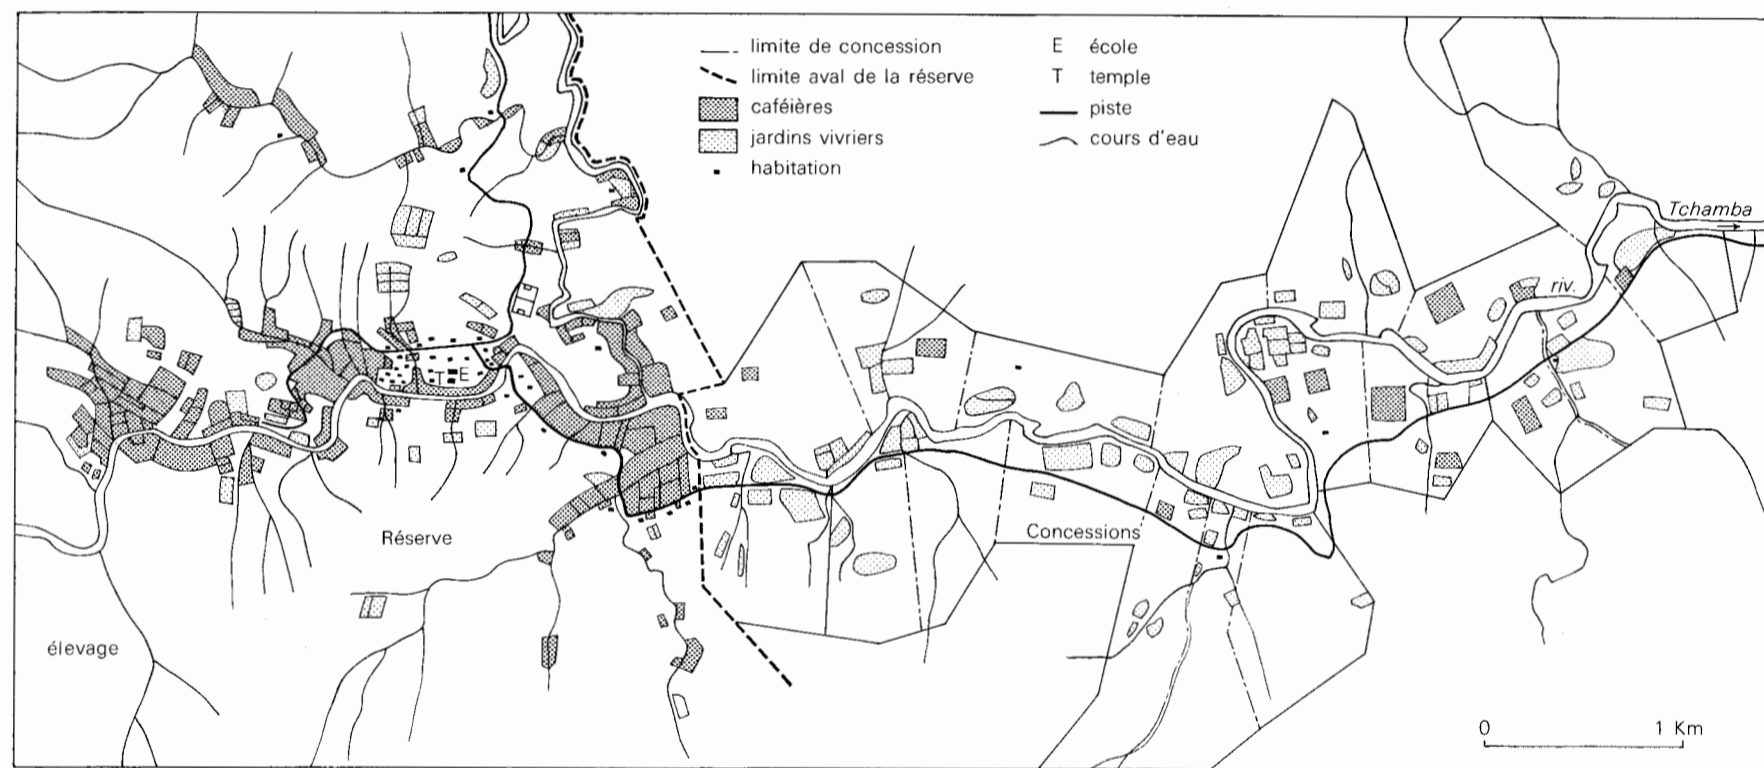 limite de concession
limite aval de la réserve
caféières
jardins vivriers
habitation
E école
T temple
piste
cours d'eau
Tchamba
riv.
T E
Réserve
Concessions
élevage
0 1 Km